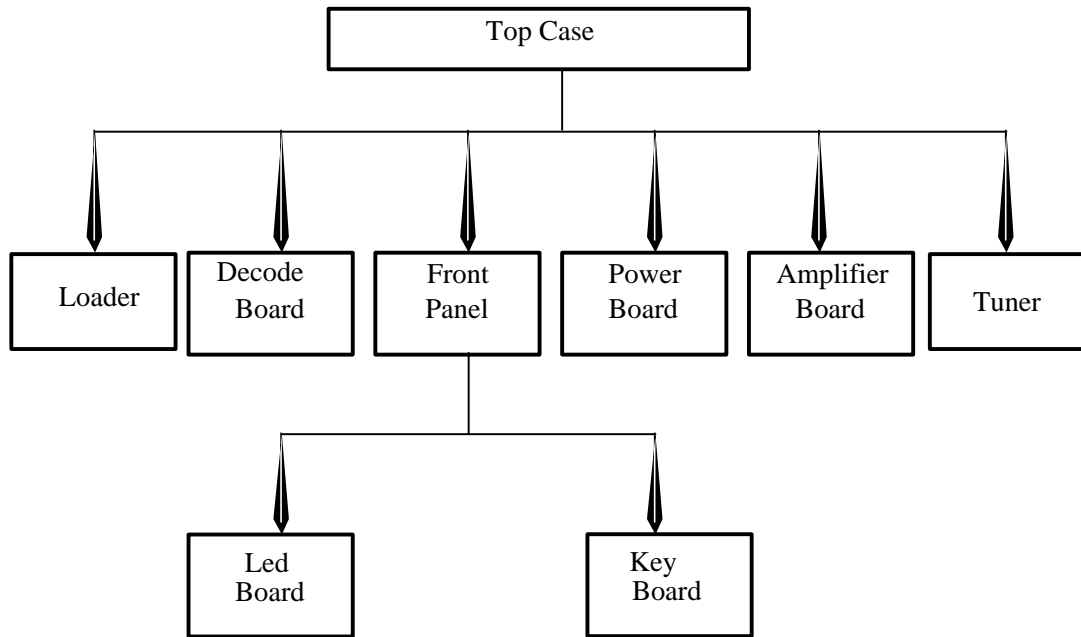 Top Case
Loader
Decode
Board
Front
Panel
Power
Board
Amplifier
Board
Tuner
Led
Board
Key
Board